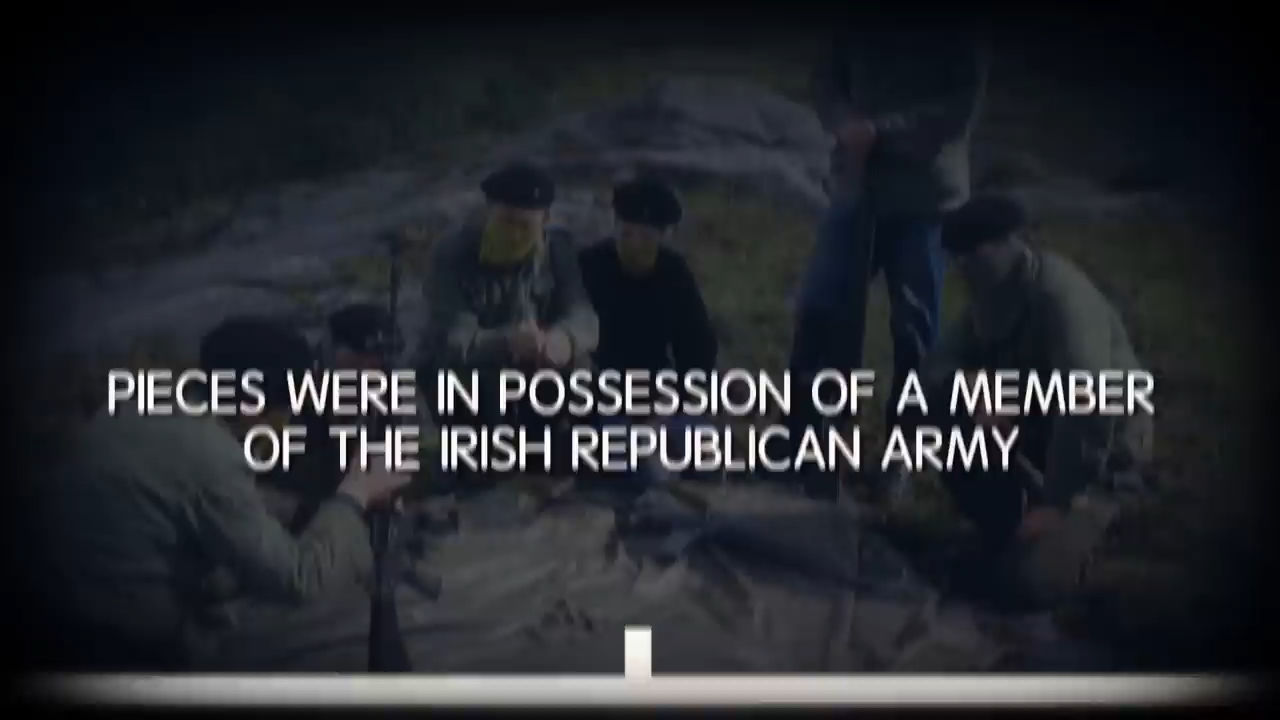 PIECES WERE IN POSSESSION OF A MEMBER
OF THE IRISH REPUBLICAN ARMY